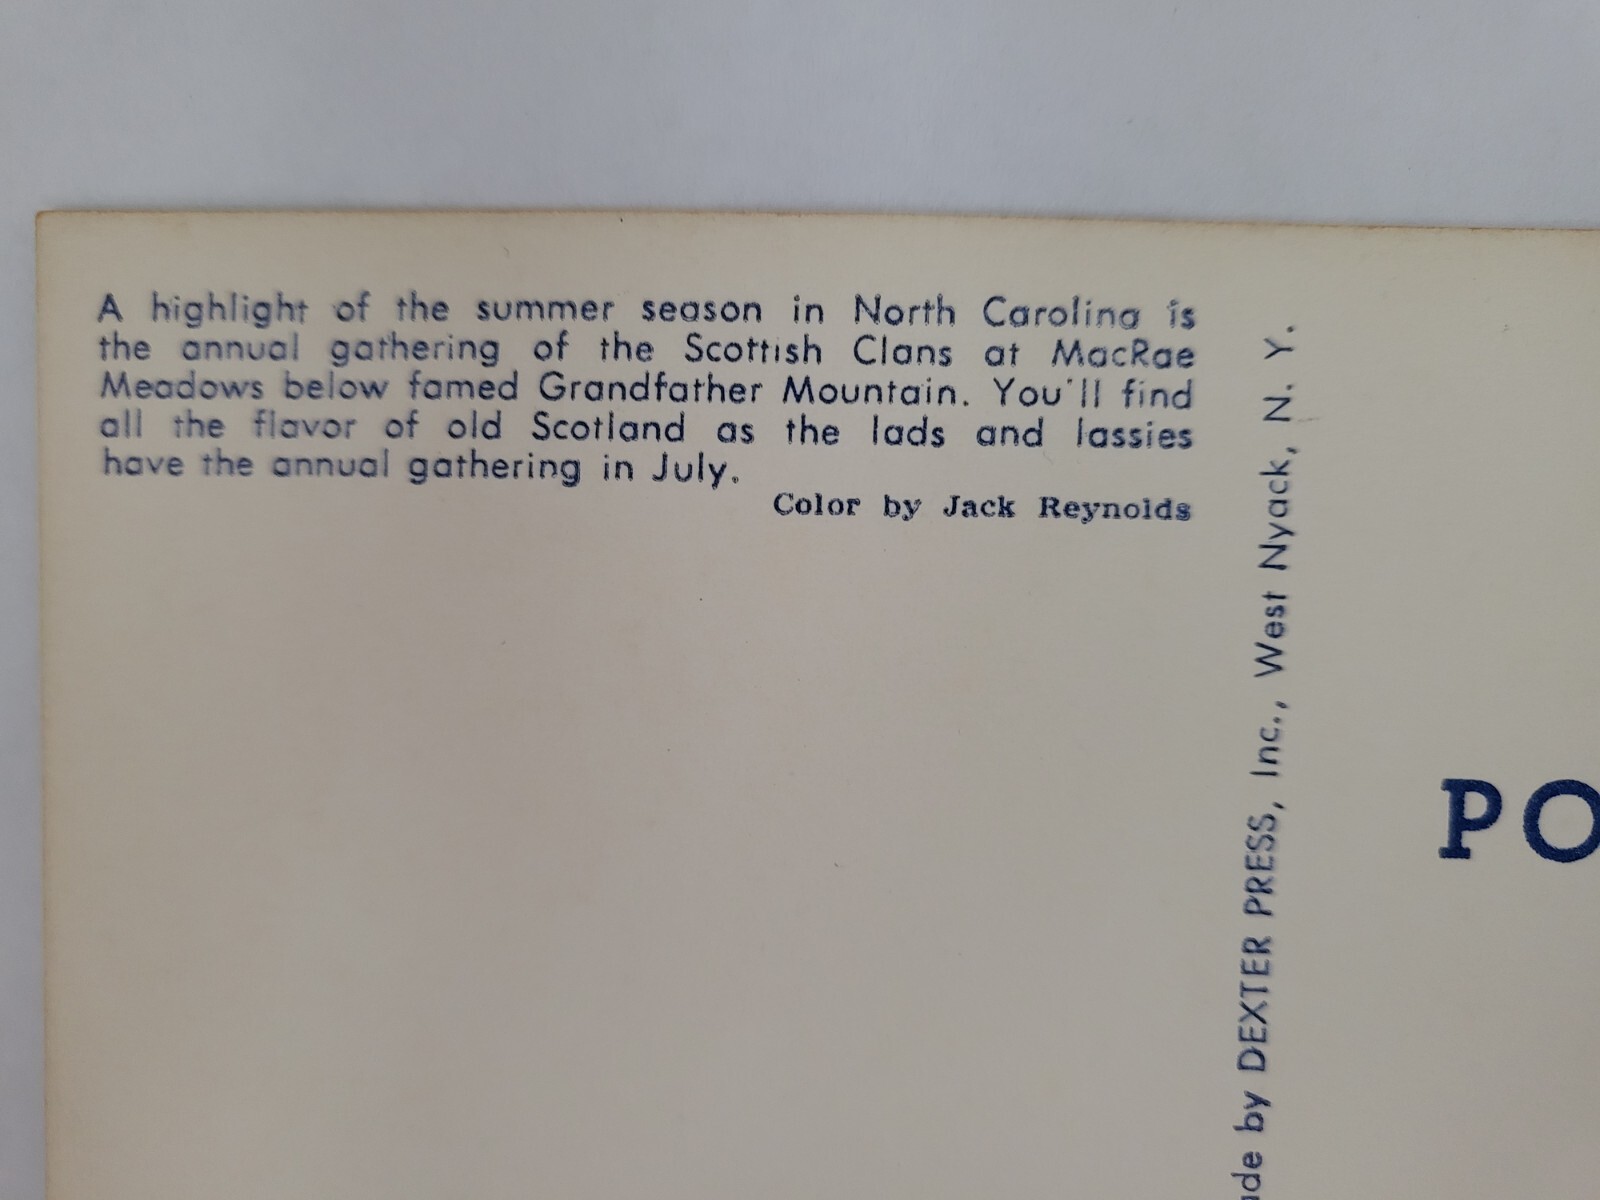 A highlight of the summer season in North Carolina is
the annual gathering of the Scottish Clans at MacRae
Meadows below famed Grandfather Mountain. You'll find
all the flavor of old Scotland as the lads and lassies
have the annual gathering in July.
Color by Jack Reynolds
by DEXTER PRESS, Inc., West Nyack, N. Y.
PO